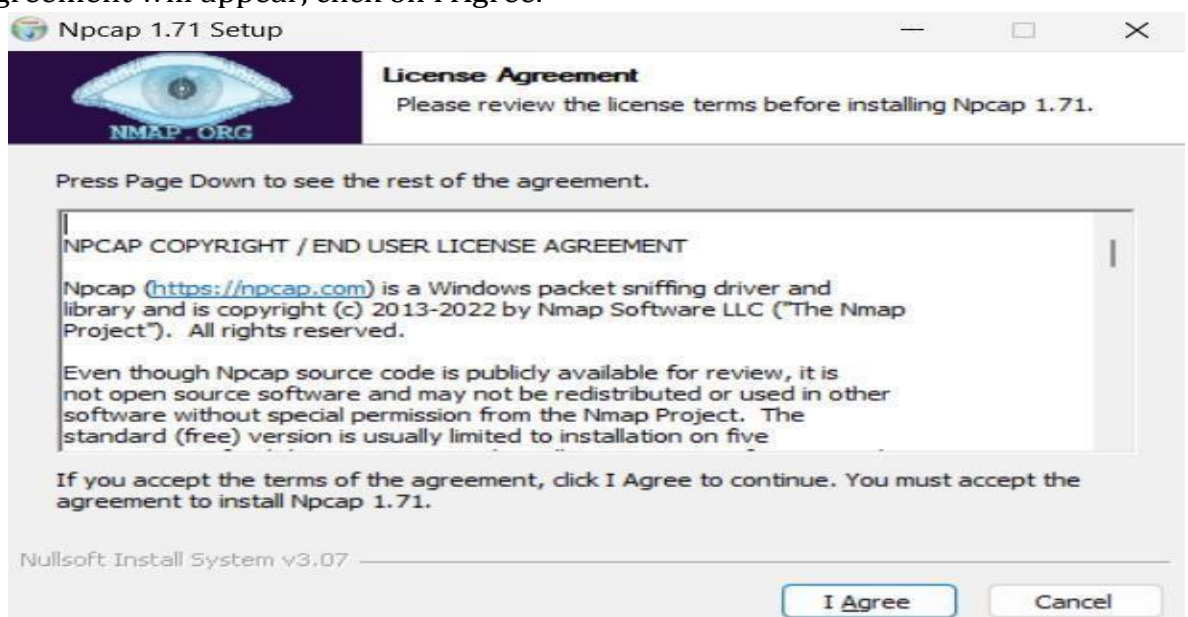 agreement will appear, click on I Agree.
Npcap 1.71 Setup
NMAP.ORG
License Agreement
Please review the license terms before installing Npcap 1.71.
Press Page Down to see the rest of the agreement.
NPCAP COPYRIGHT / END USER LICENSE AGREEMENT
Npcap (https://npcap.com) is a Windows packet sniffing driver and
library and is copyright (c) 2013-2022 by Nmap Software LLC ("The Nmap
Project"). All rights reserved.
Even though Npcap source code is publicly available for review, it is
not open source software and may not be redistributed or used in other
software without special permission from the Nmap Project. The
standard (free) version is usually limited to installation on five
If you accept the terms of the agreement, click I Agree to continue. You must accept the
agreement to install Npcap 1.71.
Nullsoft Install System v3.07
I Agree
Cancel